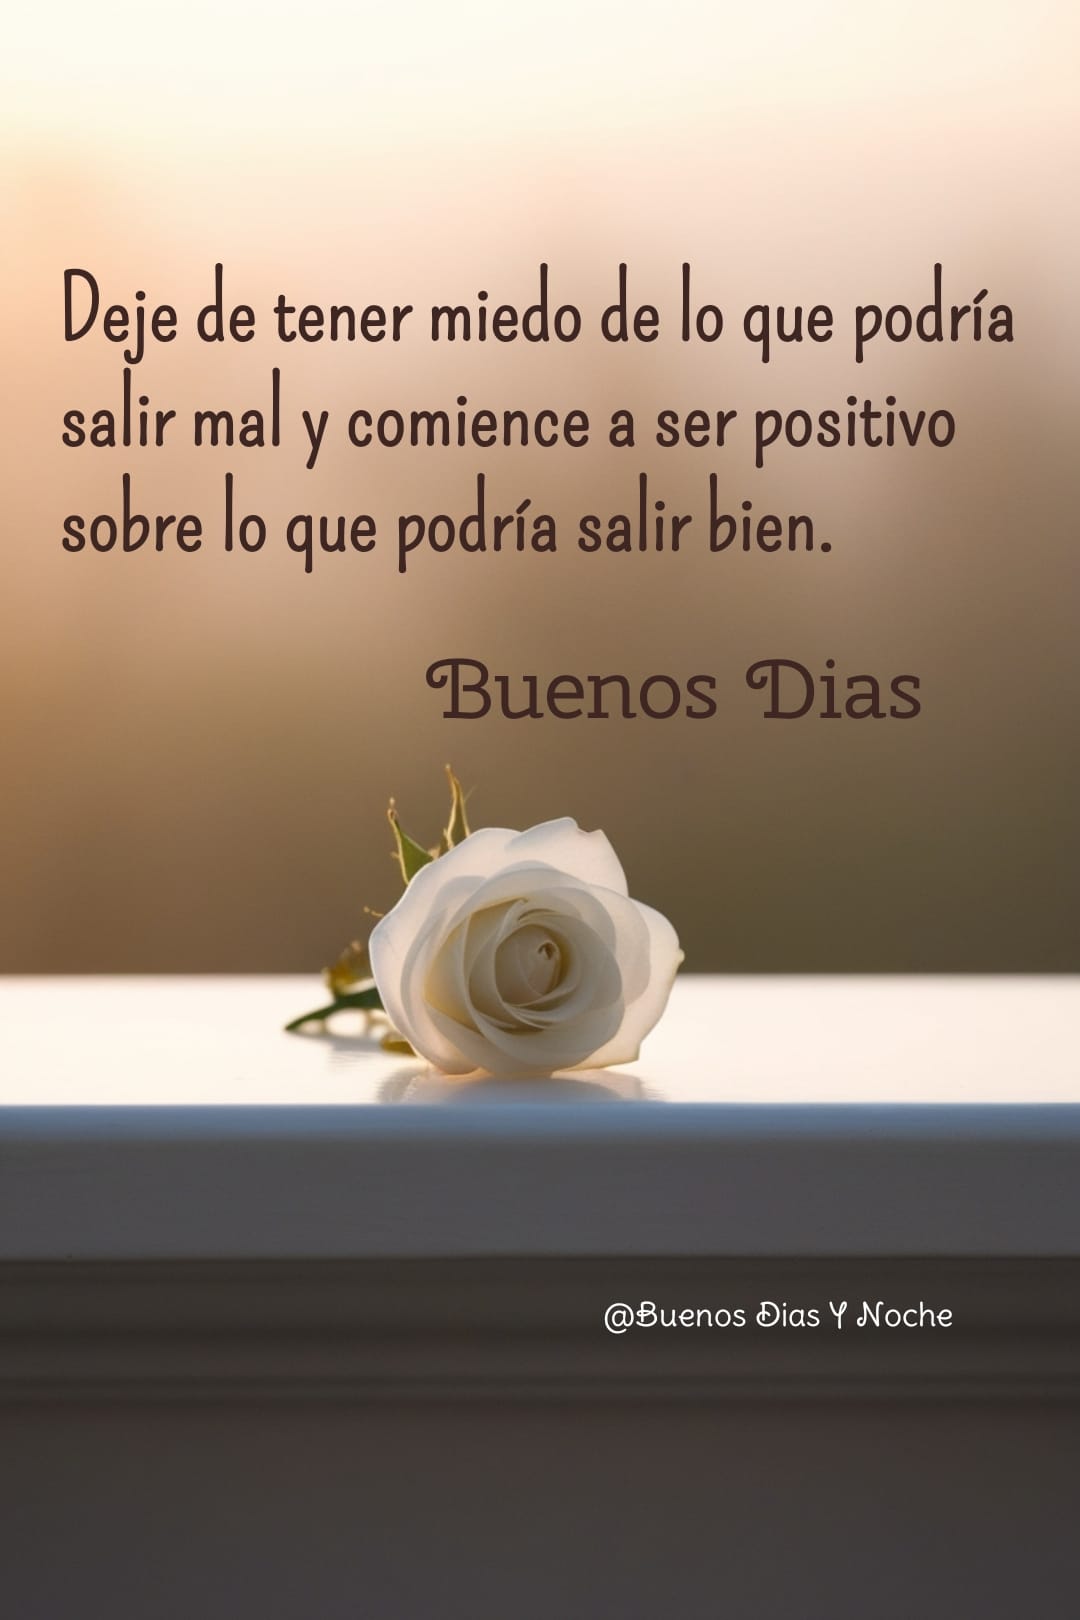 Deje de tener miedo de lo que podría
salir mal y comience a ser positivo
sobre lo que podría salir bien.
Buenos Dias
@Buenos Dias Y Noche